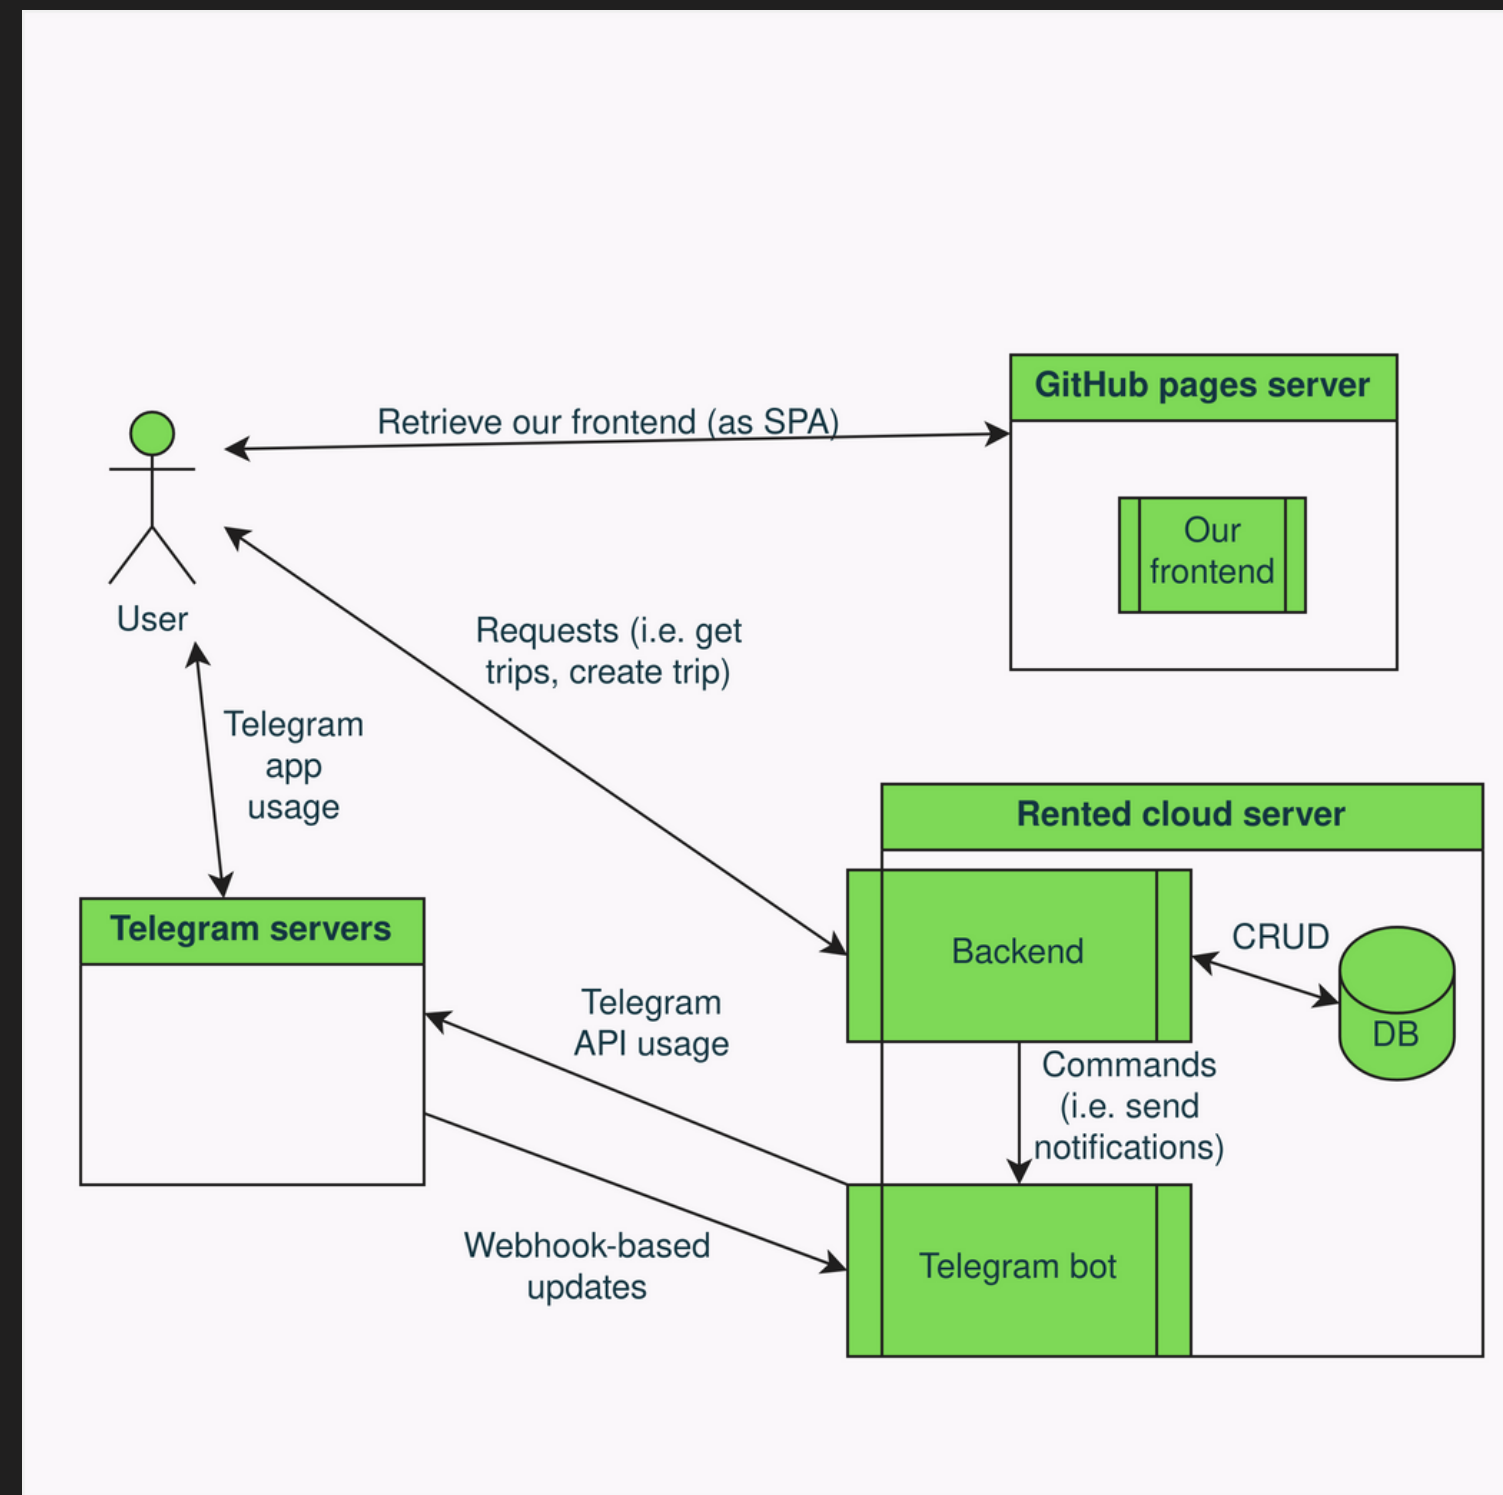 GitHub pages server
Retrieve our frontend (as SPA)
Our
frontend
User
Requests (i.e. get
trips, create trip)
Telegram
app
usage
Rented cloud server
Telegram servers
Backend
CRUD
DB
Telegram
API usage
Commands
(i.e. send
notifications)
Webhook-based
updates
Telegram bot